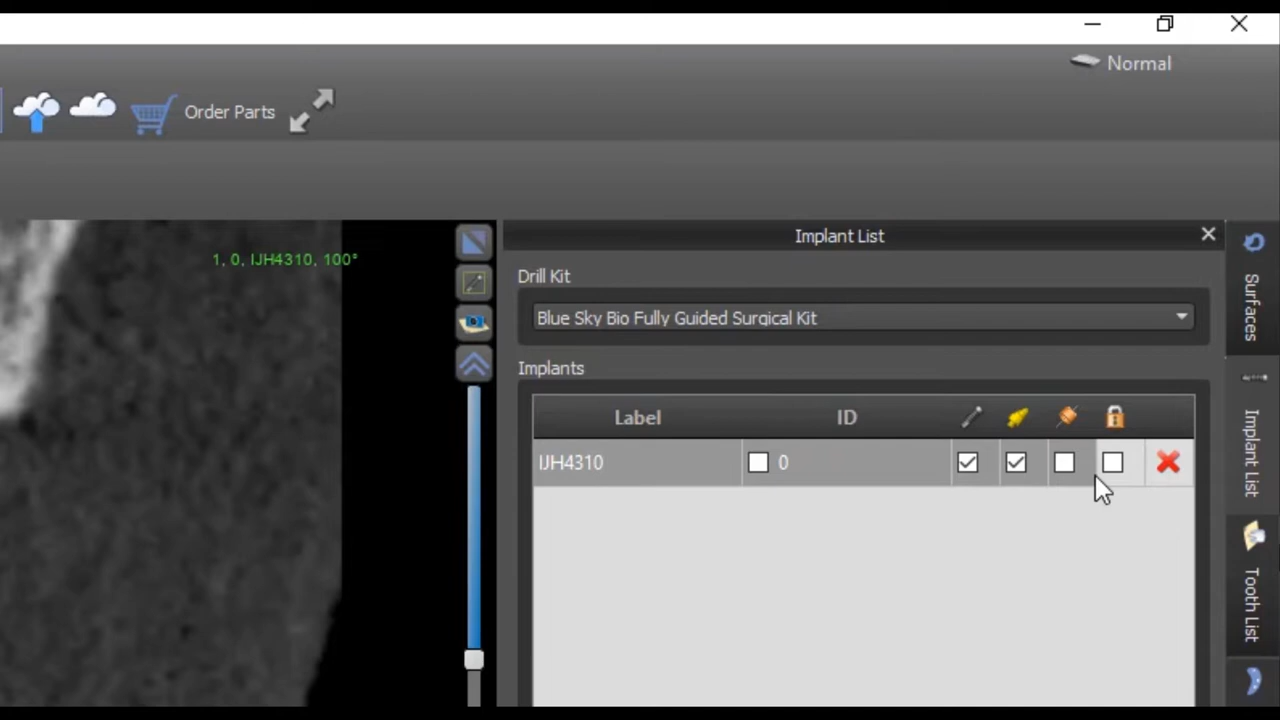 Normal
Order Parts
1, 0, IJH4310, 100°
Implant List
Drill Kit
Blue Sky Bio Fully Guided Surgical Kit
Implants
Label ID
IJH4310 0
Surfaces
Implant List
Tooth List